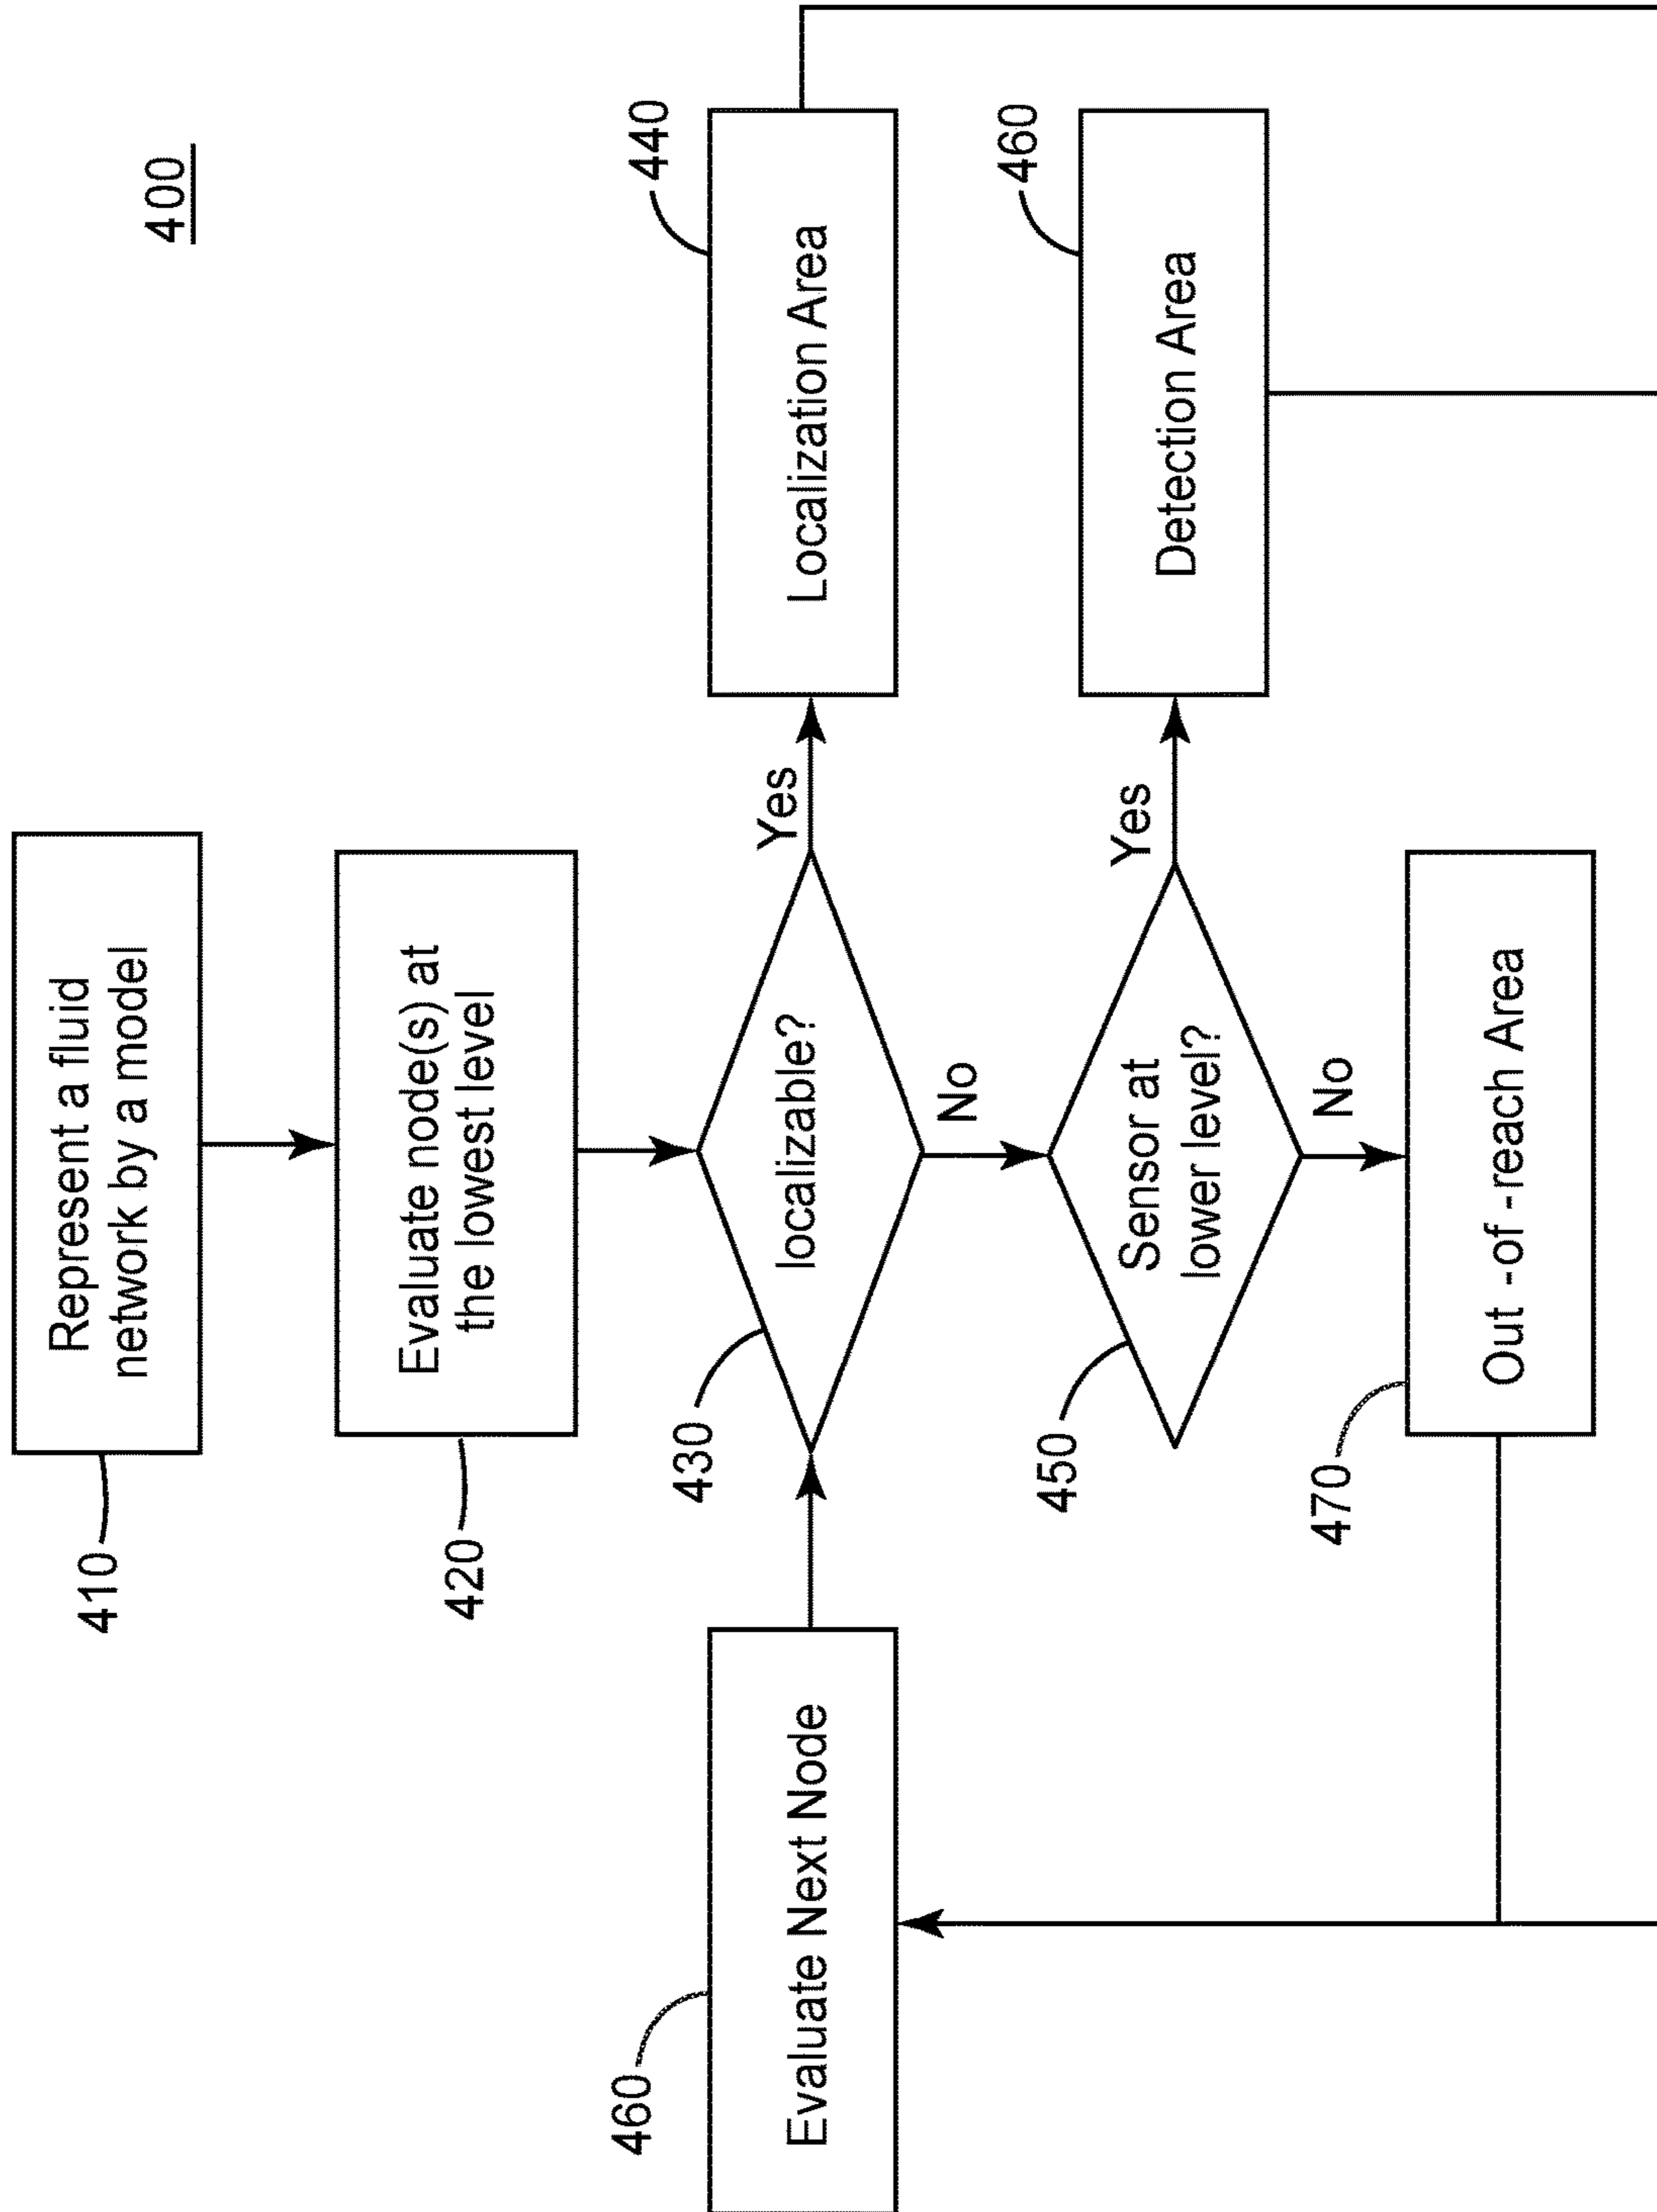 400
410
Represent a fluid
network by a model
420
Evaluate node(s) at
the lowest level
460
Evaluate Next Node
430
localizable?
Yes
440
Localization Area
No
450
Sensor at
lower level?
Yes
460
Detection Area
No
470
Out -of -reach Area